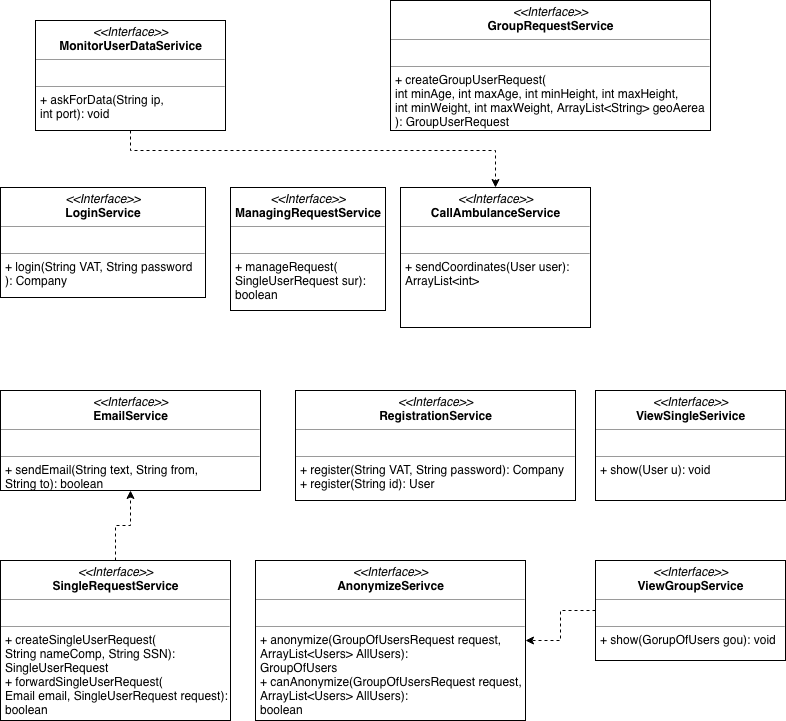 <<Interface>>
MonitorUserDataSerivice
+ askForData(String ip,
int port): void
<<Interface>>
GroupRequestService
+ createGroupUserRequest(
int minAge, int maxAge, int minHeight, int maxHeight,
int minWeight, int maxWeight, ArrayList<String> geoAerea
): GroupUserRequest
<<Interface>>
LoginService
+ login(String VAT, String password
): Company
<<Interface>>
ManagingRequestService
+ manageRequest(
SingleUserRequest sur):
boolean
<<Interface>>
CallAmbulanceService
+ sendCoordinates(User user):
ArrayList<int>
<<Interface>>
EmailService
+ sendEmail(String text, String from,
String to): boolean
<<Interface>>
RegistrationService
+ register(String VAT, String password): Company
+ register(String id): User
<<Interface>>
ViewSingleSerivice
+ show(User u): void
<<Interface>>
SingleRequestService
+ createSingleUserRequest(
String nameComp, String SSN):
SingleUserRequest
+ forwardSingleUserRequest(
Email email, SingleUserRequest request):
boolean
<<Interface>>
AnonymizeSerivce
+ anonymize(GroupOfUsersRequest request,
ArrayList<Users> AllUsers):
GroupOfUsers
+ canAnonymize(GroupOfUsersRequest request,
ArrayList<Users> AllUsers):
boolean
<<Interface>>
ViewGroupService
+ show(GorupOfUsers gou): void